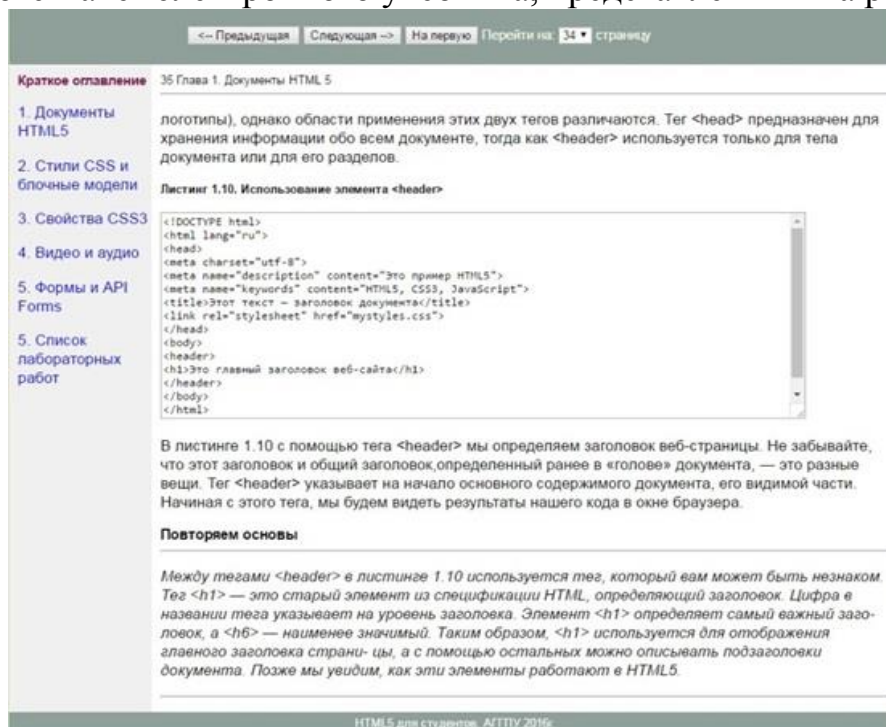 <-- Предыдущая Следующая --> На первую Перейти на: 34 страницу
Краткое оглавление
1. Документы
HTML5
2. Стили CSS и
блочные модели
3. Свойства CSS3
4. Видео и аудио
5. Формы и API
Forms
5. Список
лабораторных
работ
35 Глава 1. Документы HTML 5
логотипы), однако области применения этих двух тегов различаются. Тег <head> предназначен для
хранения информации обо всем документе, тогда как <header> используется только для тела
документа или для его разделов.
Листинг 1.10. Использование элемента <header>
<!DOCTYPE html>
<html lang="ru">
<head>
<meta charset="utf-8">
<meta name="description" content="Это пример HTML5">
<meta name="keywords" content="HTML5, CSS3, JavaScript">
<title>Этот текст – заголовок документа</title>
<link rel="stylesheet" href="mystyles.css">
</head>
<body>
<header>
<h1>Это главный заголовок веб-сайта</h1>
</header>
</body>
</html>
В листинге 1.10 с помощью тега <header> мы определяем заголовок веб-страницы. Не забывайте,
что этот заголовок и общий заголовок,определенный ранее в «голове» документа, — это разные
вещи. Тег <header> указывает на начало основного содержимого документа, его видимой части.
Начиная с этого тега, мы будем видеть результаты нашего кода в окне браузера.
Повторяем основы
Между тегами <header> в листинге 1.10 используется тег, который вам может быть незнаком.
Тег <h1> — это старый элемент из спецификации HTML, определяющий заголовок. Цифра в
названии тега указывает на уровень заголовка. Элемент <h1> определяет самый важный заго-
ловок, а <h6> — наименее значимый. Таким образом, <h1> используется для отображения
главного заголовка страни- цы, а с помощью остальных можно описывать подзаголовки
документа. Позже мы увидим, как эти элементы работают в HTML5.
HTML5 для студентов. АГППУ 2016г